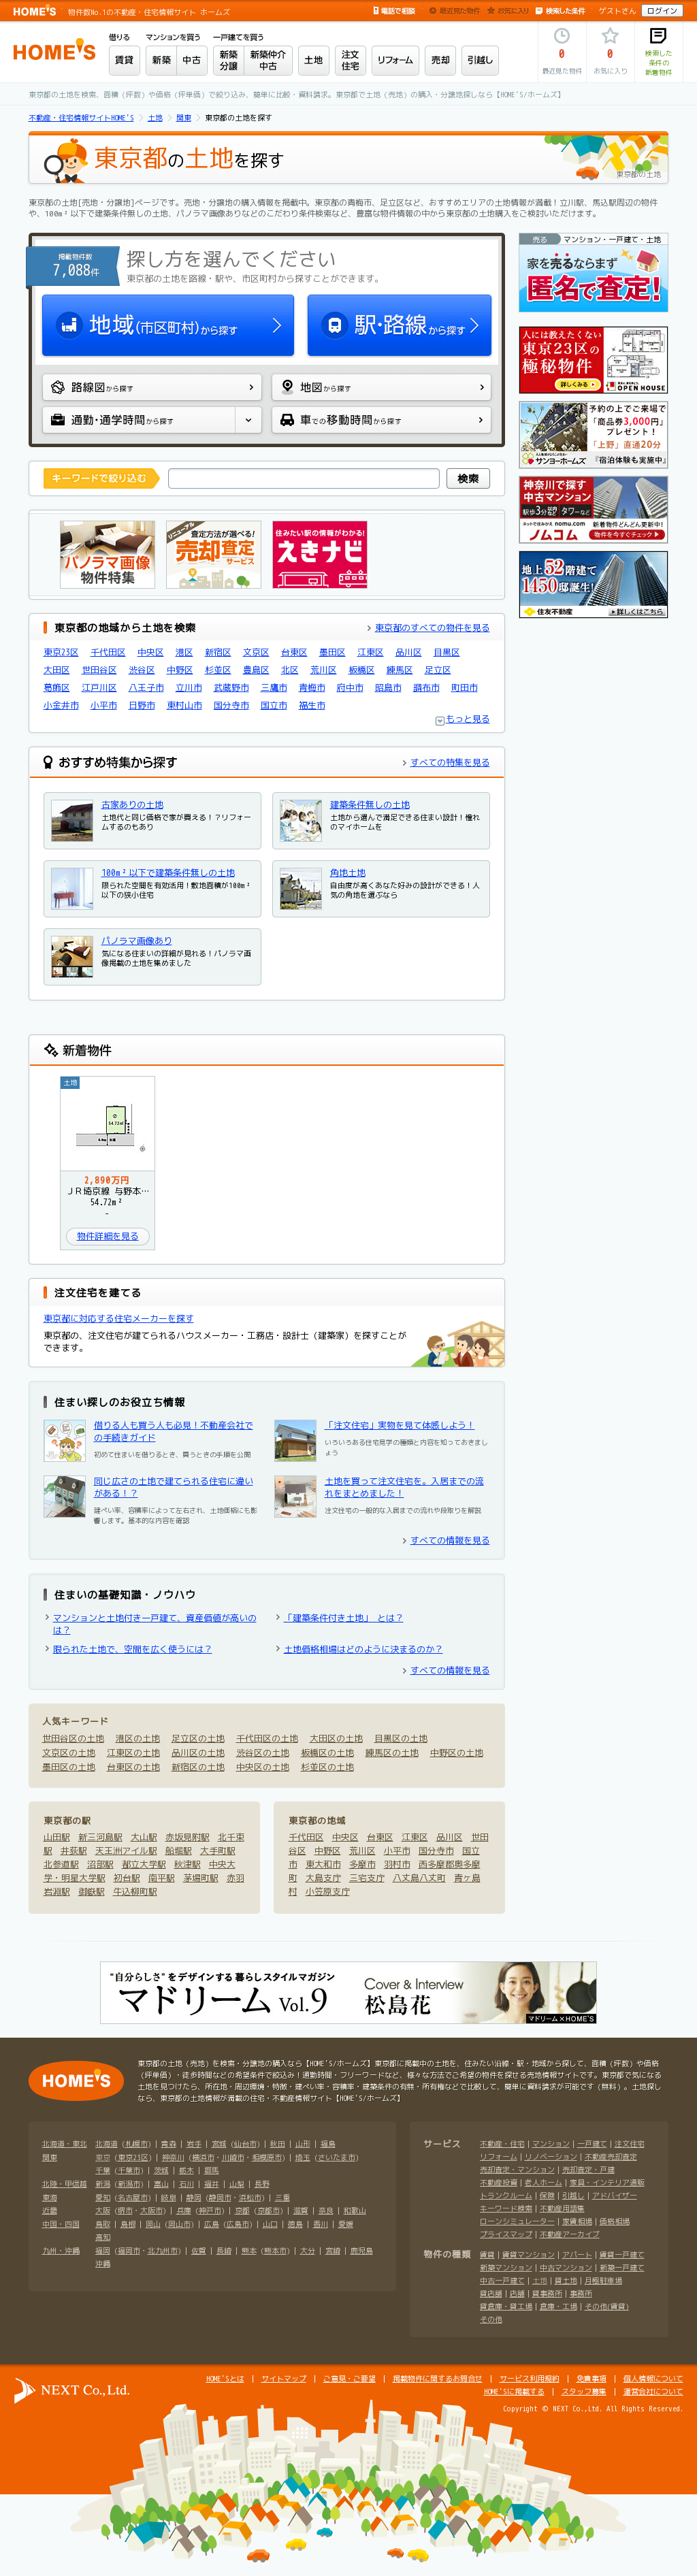 HOME'S 物件数No.1の不動産・住宅情報サイト ホームズ
電話で相談 最近見た物件 お気に入り 検索した条件 ゲストさん ログイン
HOME'S
借りる マンションを買う 一戸建てを買う
賃貸 新築 中古 新築分譲 新築仲介中古 土地 注文住宅 リフォーム 売却 引越し
0 最近見た物件
0 お気に入り
検索した条件の新着物件
東京都の土地を検索、面積(坪数)や価格(坪単価)で絞り込み、簡単に比較・資料請求。東京都で土地(売地)の購入・分譲地探しなら【HOME'S/ホームズ】
不動産・住宅情報サイトHOME'S > 土地 > 関東 > 東京都の土地を探す
東京都の土地を探す
東京都の土地
東京都の土地[売地・分譲地]ページです。売地・分譲地の購入情報を掲載中。東京都の青梅市、足立区など、おすすめエリアの土地情報が満載！立川駅、馬込駅周辺の物件
や、100m²以下で建築条件無しの土地、パノラマ画像ありなどのこだわり条件検索など、豊富な物件情報の中から東京都の土地購入をご検討いただけます。
掲載物件数
7,088件
探し方を選んでください
東京都の土地を路線・駅や、市区町村から探すことができます。
地域(市区町村)から探す
駅・路線から探す
路線図から探す
地図から探す
通勤・通学時間から探す
車での移動時間から探す
キーワードで絞り込む
検索
売る マンション・一戸建て・土地
家を売るならまず
匿名で査定!
人には教えたくない
東京23区の
極秘物件
詳しくみる
OPEN HOUSE
予約の上でご来場で
「商品券3,000円」
プレゼント！
「上野」直通20分
サンヨーホームズ
『宿泊体験も実施中』
神奈川で探す
中古マンション
駅歩3分など タワーなど
ネットで住みかえ nomu.com
ノムコム
新着物件どんどん更新中!
物件を今すぐチェック
地上52階建て
1450邸誕生!
住友不動産
詳しくはこちら
パノラマ画像
物件特集
リニューアル
査定方法が選べる!
売却査定
サービス
住みたい駅の情報がわかる!
えきナビ
東京都の地域から土地を検索
東京都のすべての物件を見る
東京23区 千代田区 中央区 港区 新宿区 文京区 台東区 墨田区 江東区 品川区 目黒区
大田区 世田谷区 渋谷区 中野区 杉並区 豊島区 北区 荒川区 板橋区 練馬区 足立区
葛飾区 江戸川区 八王子市 立川市 武蔵野市 三鷹市 青梅市 府中市 昭島市 調布市 町田市
小金井市 小平市 日野市 東村山市 国分寺市 国立市 福生市
もっと見る
おすすめ特集から探す
すべての特集を見る
古家ありの土地
土地代と同じ価格で家が買える！？リフォームするのもあり
建築条件無しの土地
土地から選んで満足できる住まい設計！憧れのマイホームを
100m²以下で建築条件無しの土地
限られた空間を有効活用！敷地面積が100m²以下の狭小住宅
角地土地
自由度が高くあなた好みの設計ができる！人気の角地を選ぶなら
パノラマ画像あり
気になる住まいの詳細が見れる！パノラマ画像掲載の土地を集めました
新着物件
土地
2,890万円
ＪＲ埼京線 与野本…
54.72m²
-
物件詳細を見る
注文住宅を建てる
東京都に対応する住宅メーカーを探す
東京都の、注文住宅が建てられるハウスメーカー・工務店・設計士（建築家）を探すことが
できます。
住まい探しのお役立ち情報
借りる人も買う人も必見！不動産会社での手続きガイド
初めて住まいを借りるとき、買うときの手順を公開
「注文住宅」実物を見て体感しよう！
いろいろある住宅見学の種類と内容を知っておきましょう
同じ広さの土地で建てられる住宅に違いがある！？
建ぺい率、容積率によって左右され、土地価格にも影響します。基本的な内容を確認
土地を買って注文住宅を。入居までの流れをまとめました！
注文住宅の一般的な入居までの流れや段取りを解説
すべての情報を見る
住まいの基礎知識・ノウハウ
マンションと土地付き一戸建て、資産価値が高いのは？
「建築条件付き土地」 とは？
限られた土地で、空間を広く使うには？
土地価格相場はどのように決まるのか？
すべての情報を見る
人気キーワード
世田谷区の土地 港区の土地 足立区の土地 千代田区の土地 大田区の土地 目黒区の土地
文京区の土地 江東区の土地 品川区の土地 渋谷区の土地 板橋区の土地 練馬区の土地 中野区の土地
墨田区の土地 台東区の土地 新宿区の土地 中央区の土地 杉並区の土地
東京都の駅
山田駅 新三河島駅 大山駅 赤坂見附駅 北千束
駅 井荻駅 天王洲アイル駅 船堀駅 大手町駅
北参道駅 沼部駅 都立大学駅 秋津駅 中央大
学・明星大学駅 初台駅 南平駅 茅場町駅 赤羽
岩淵駅 御嶽駅 牛込柳町駅
東京都の地域
千代田区 中央区 台東区 江東区 品川区 世田
谷区 中野区 荒川区 小平市 国分寺市 国立
市 東大和市 多摩市 羽村市 西多摩郡奥多摩
町 大島支庁 三宅支庁 八丈島八丈町 青ヶ島
村 小笠原支庁
"自分らしさ"をデザインする暮らしスタイルマガジン
マドリーム Vol.9
Cover & Interview
松島花
マドリーム×HOME'S
HOME'S
東京都の土地（売地）を検索・分譲地の購入なら【HOME'S/ホームズ】東京都に掲載中の土地を、住みたい沿線・駅・地域から探して、面積（坪数）や価格
（坪単価）・徒歩時間などの希望条件で絞込み！通勤時間・フリーワードなど、様々な方法でご希望の物件を探せる売地情報サイトです。東京都で気になる
土地を見つけたら、所在地・周辺環境・特徴・建ぺい率・容積率・建築条件の有無・所有権などで比較して、簡単に資料請求が可能です（無料）。土地探し
なら、東京都の土地情報が満載の住宅・不動産情報サイト【HOME'S/ホームズ】
北海道・東北 北海道 (札幌市) | 青森 | 岩手 | 宮城 (仙台市) | 秋田 | 山形 | 福島
関東 東京 (東京23区) | 神奈川 (横浜市・川崎市・相模原市) | 埼玉 (さいたま市)
千葉 (千葉市) | 茨城 | 栃木 | 群馬
北陸・甲信越 新潟 (新潟市) | 富山 | 石川 | 福井 | 山梨 | 長野
東海 愛知 (名古屋市) | 岐阜 | 静岡 (静岡市・浜松市) | 三重
近畿 大阪 (堺市・大阪市) | 兵庫 (神戸市) | 京都 (京都市) | 滋賀 | 奈良 | 和歌山
中国・四国 鳥取 | 島根 | 岡山 (岡山市) | 広島 (広島市) | 山口 | 徳島 | 香川 | 愛媛
高知
九州・沖縄 福岡 (福岡市・北九州市) | 佐賀 | 長崎 | 熊本 (熊本市) | 大分 | 宮崎 | 鹿児島
沖縄
サービス 不動産・住宅 | マンション | 一戸建て | 注文住宅
リフォーム | リノベーション | 不動産売却査定
売却査定・マンション | 売却査定・戸建
不動産投資 | 老人ホーム | 家具・インテリア通販
トランクルーム | 保険 | 引越し | アドバイザー
キーワード検索 | 不動産用語集
ローンシミュレーター | 家賃相場 | 価格相場
プライスマップ | 不動産アーカイブ
物件の種類 賃貸 | 賃貸マンション | アパート | 賃貸一戸建て
新築マンション | 中古マンション | 新築一戸建て
中古一戸建て | 土地 | 貸土地 | 月極駐車場
貸店舗 | 店舗 | 貸事務所 | 事務所
貸倉庫・貸工場 | 倉庫・工場 | その他(賃貸)
その他
NEXT Co., Ltd.
HOME'Sとは | サイトマップ | ご意見・ご要望 | 掲載物件に関するお問合せ | サービス利用規約 | 免責事項 | 個人情報について
HOME'Sに掲載する | スタッフ募集 | 運営会社について
Copyright © NEXT Co.,Ltd. All Rights Reserved.